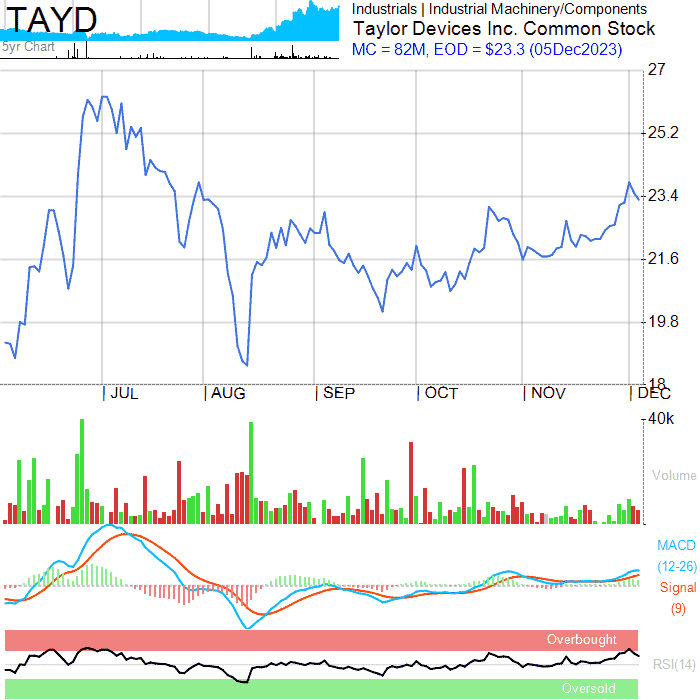 TAYD
5yr Chart
Industrials | Industrial Machinery/Components
Taylor Devices Inc. Common Stock
MC = 82M, EOD = $23.3 (05Dec2023)
27
25.2
23.4
21.6
19.8
18
JUL
AUG
SEP
OCT
NOV
DEC
40k
Volume
MACD
(12-26)
Signal
(9)
Overbought
RSI(14)
Oversold